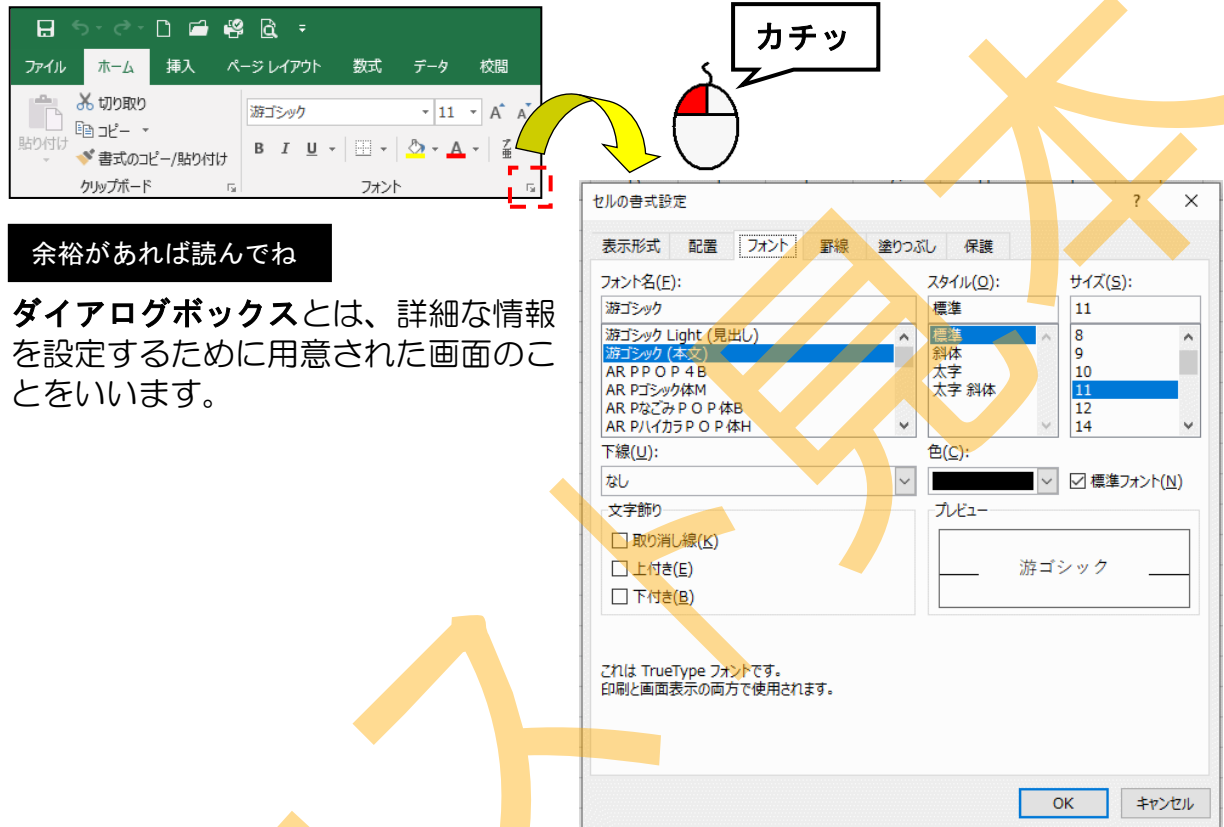 カチッ
ファイル ホーム 挿入 ページ レイアウト 数式 データ 校閲
切り取り
コピー
貼り付け
書式のコピー/貼り付け
游ゴシック 11 A A
B I U A
クリップボード フォント
余裕があれば読んでね
ダイアログボックスとは、詳細な情報
を設定するために用意された画面のこ
とをいいます。
セルの書式設定 ? ×
表示形式 配置 フォント 罫線 塗りつぶし 保護
フォント名(F): スタイル(O): サイズ(S):
游ゴシック 標準 11
游ゴシック Light (見出し) 標準 8
游ゴシック (本文) 斜体 9
AR PPOP4B 太字 10
AR Pゴシック体M 太字 斜体 11
AR PなごみPOP体B 12
AR PハイカラPOP体H 14
下線(U): 色(C):
なし 標準フォント(N)
文字飾り プレビュー
取り消し線(K)
上付き(E)
下付き(B)
游ゴシック
これは TrueType フォントです。
印刷と画面表示の両方で使用されます。
OK キャンセル